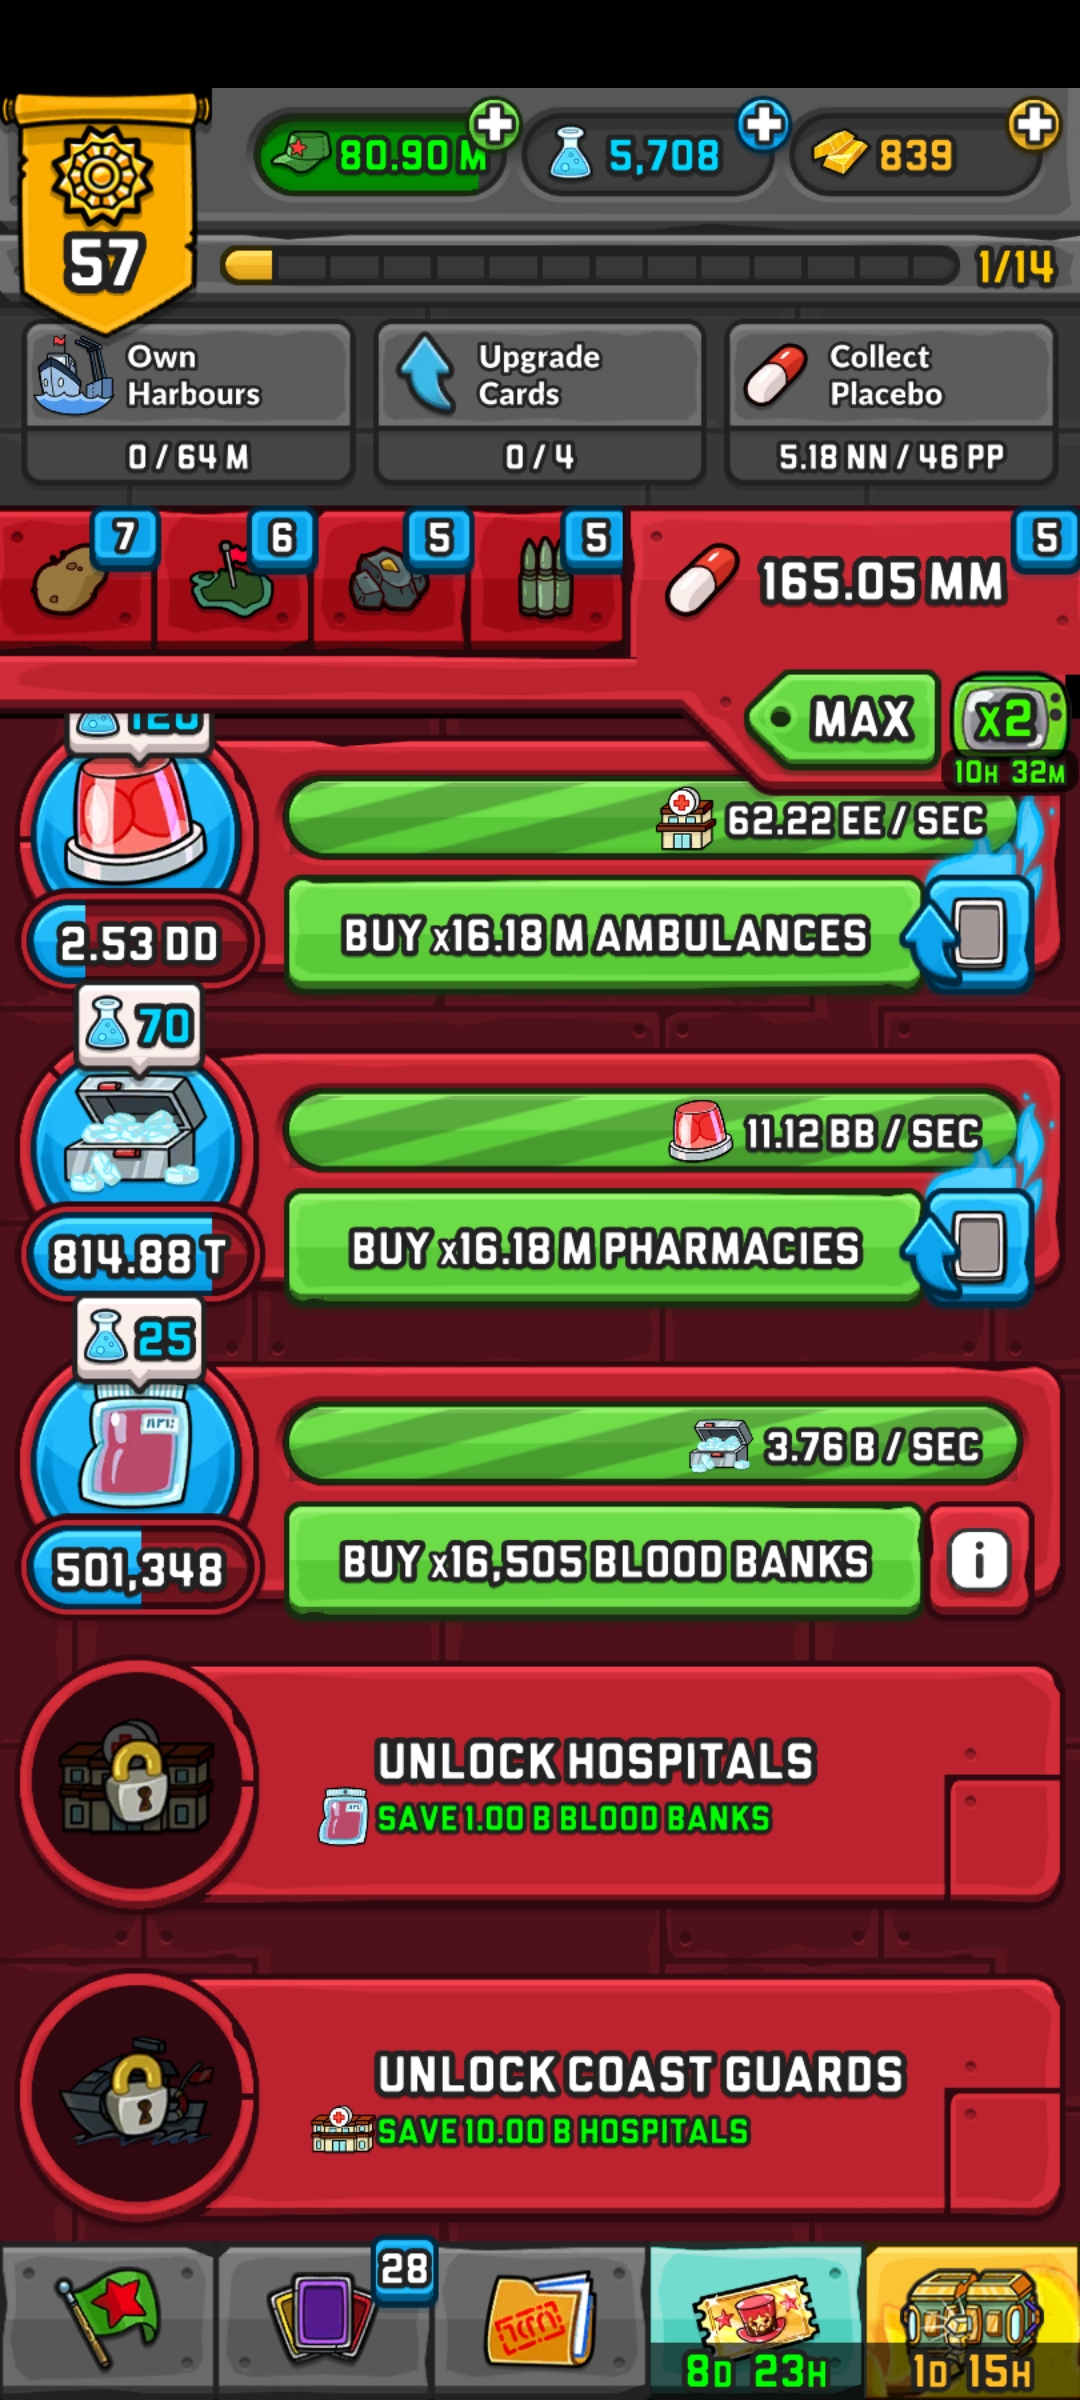 80.90 M
5,708
839
57
1/14
Own
Harbours
0 / 64 M
Upgrade
Cards
0 / 4
Collect
Placebo
5.18 NN / 46 PP
7
6
5
5
5
165.05 MM
MAX
x2
10H 32M
120
62.22 EE / SEC
2.53 DD
BUY x16.18 M AMBULANCES
70
11.12 BB / SEC
814.88 T
BUY x16.18 M PHARMACIES
25
3.76 B / SEC
501,348
BUY x16,505 BLOOD BANKS
i
UNLOCK HOSPITALS
SAVE 1.00 B BLOOD BANKS
UNLOCK COAST GUARDS
SAVE 10.00 B HOSPITALS
28
8D 23H
1D 15H